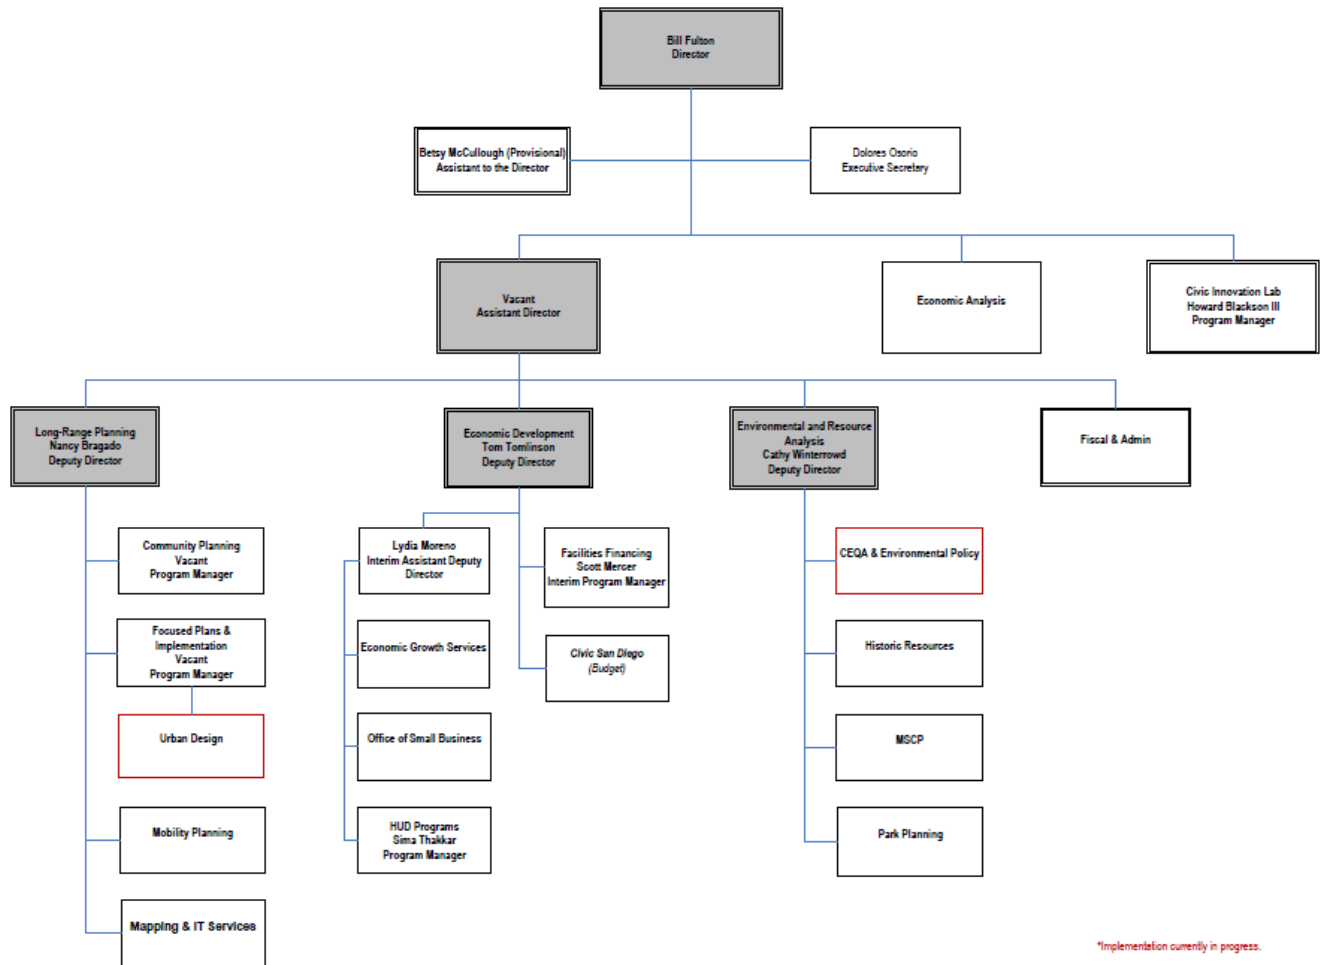 Bill Fulton
Director
Betsy McCullough (Provisional)
Assistant to the Director
Dolores Osorio
Executive Secretary
Vacant
Assistant Director
Economic Analysis
Civic Innovation Lab
Howard Blackson III
Program Manager
Long-Range Planning
Nancy Bragado
Deputy Director
Economic Development
Tom Tomlinson
Deputy Director
Environmental and Resource
Analysis
Cathy Winterrowd
Deputy Director
Fiscal & Admin
Community Planning
Vacant
Program Manager
Focused Plans &
Implementation
Vacant
Program Manager
Urban Design
Mobility Planning
Mapping & IT Services
Lydia Moreno
Interim Assistant Deputy
Director
Economic Growth Services
Office of Small Business
HUD Programs
Sima Thakkar
Program Manager
Facilities Financing
Scott Mercer
Interim Program Manager
Civic San Diego
(Budget)
CEQA & Environmental Policy
Historic Resources
MSCP
Park Planning
*Implementation currently in progress.